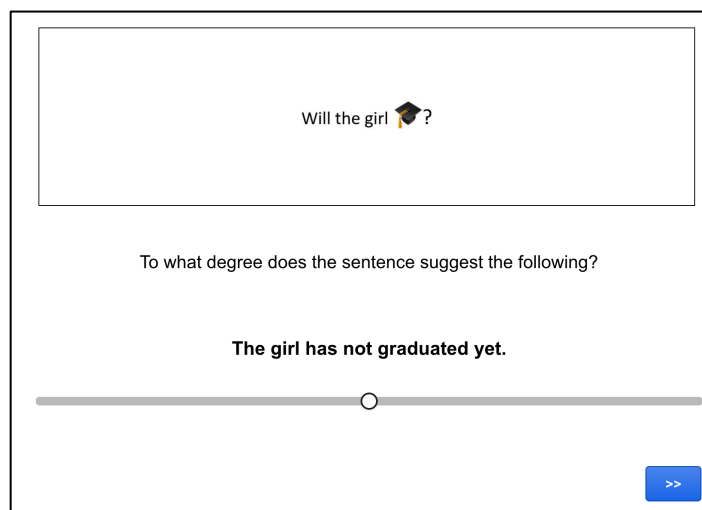 Will the girl 🎓?
To what degree does the sentence suggest the following?
The girl has not graduated yet.
>>